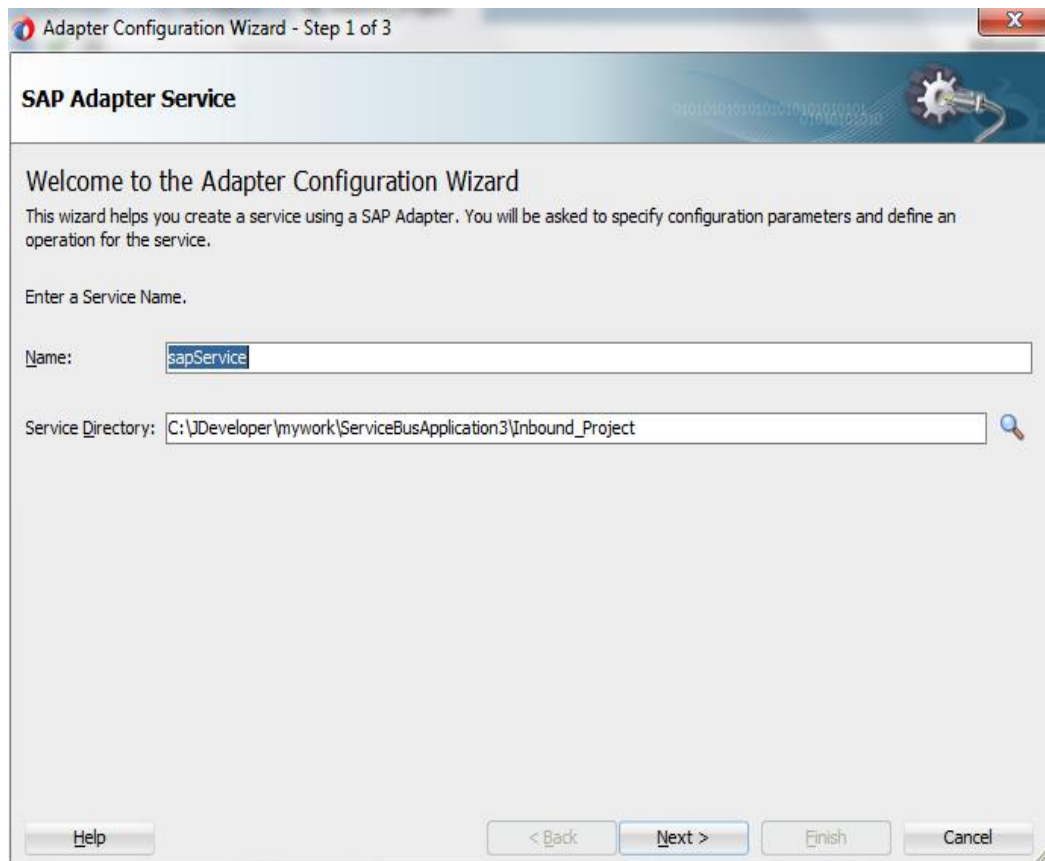 Adapter Configuration Wizard - Step 1 of 3
X
SAP Adapter Service
Welcome to the Adapter Configuration Wizard
This wizard helps you create a service using a SAP Adapter. You will be asked to specify configuration parameters and define an
operation for the service.
Enter a Service Name.
Name: sapService
Service Directory: C:\JDeveloper\mywork\ServiceBusApplication3\Inbound_Project
Help < Back Next > Finish Cancel